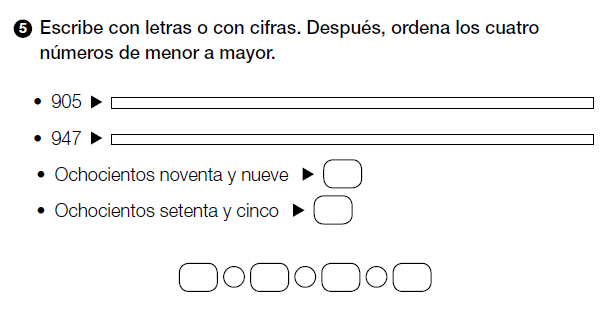 5 Escribe con letras o con cifras. Después, ordena los cuatro
números de menor a mayor.
• 905 ►
• 947 ►
• Ochocientos noventa y nueve ►
• Ochocientos setenta y cinco ►